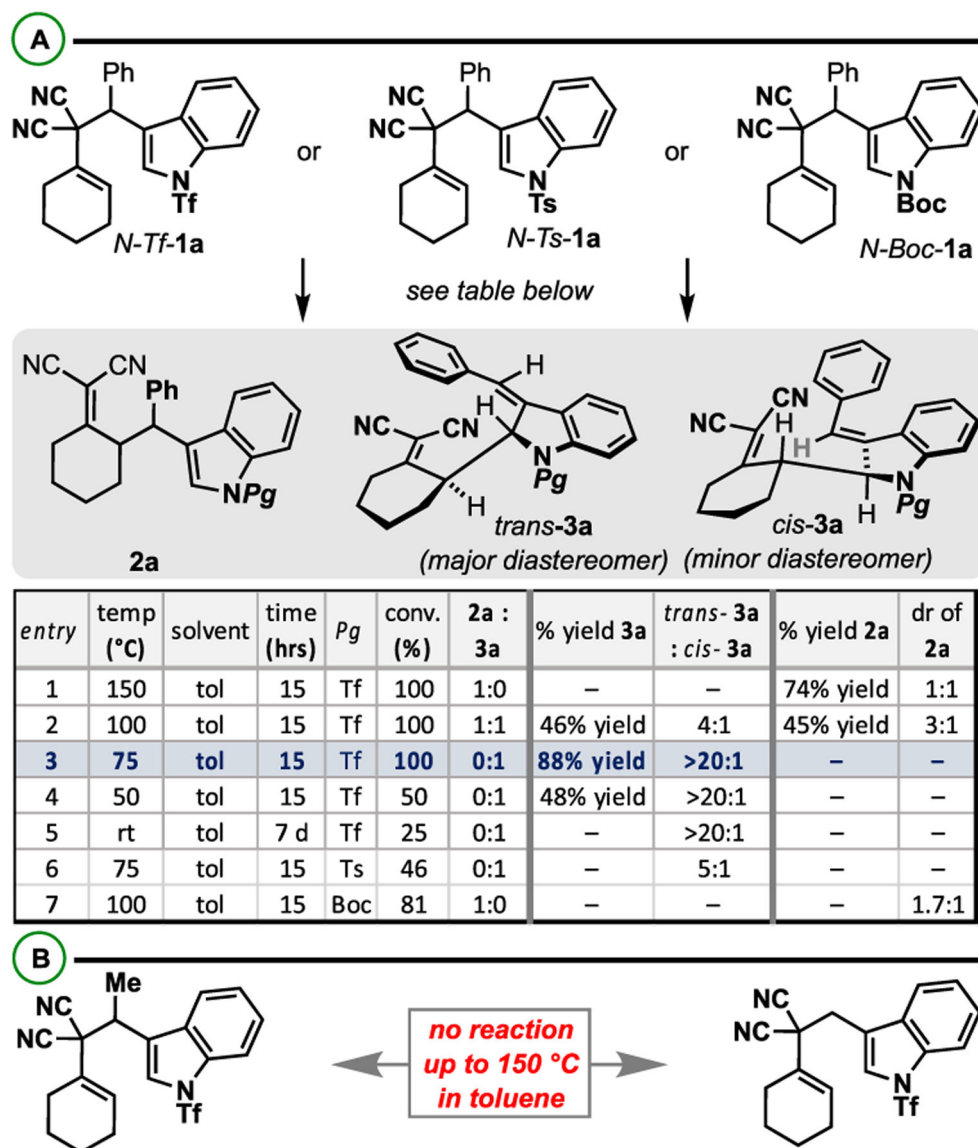 A
Ph
NC
NC
N
Tf
N-Tf-1a
or
Ph
NC
NC
N
Ts
N-Ts-1a
or
Ph
NC
NC
N
Boc
N-Boc-1a
see table below
NC
CN
Ph
NPg
2a
H
H
NC
CN
N
Pg
H
trans-3a
(major diastereomer)
NC
CN
H
H
N
Pg
H
cis-3a
(minor diastereomer)
entry temp (°C) solvent time (hrs) Pg conv. (%) 2a : 3a % yield 3a trans- 3a : cis- 3a % yield 2a dr of 2a
1 150 tol 15 Tf 100 1:0 – – 74% yield 1:1
2 100 tol 15 Tf 100 1:1 46% yield 4:1 45% yield 3:1
3 75 tol 15 Tf 100 0:1 88% yield >20:1 – –
4 50 tol 15 Tf 50 0:1 48% yield >20:1 – –
5 rt tol 7 d Tf 25 0:1 – >20:1 – –
6 75 tol 15 Ts 46 0:1 – 5:1 – –
7 100 tol 15 Boc 81 1:0 – – – 1.7:1
B
Me
NC
NC
N
Tf
no reaction
up to 150 °C
in toluene
NC
NC
N
Tf